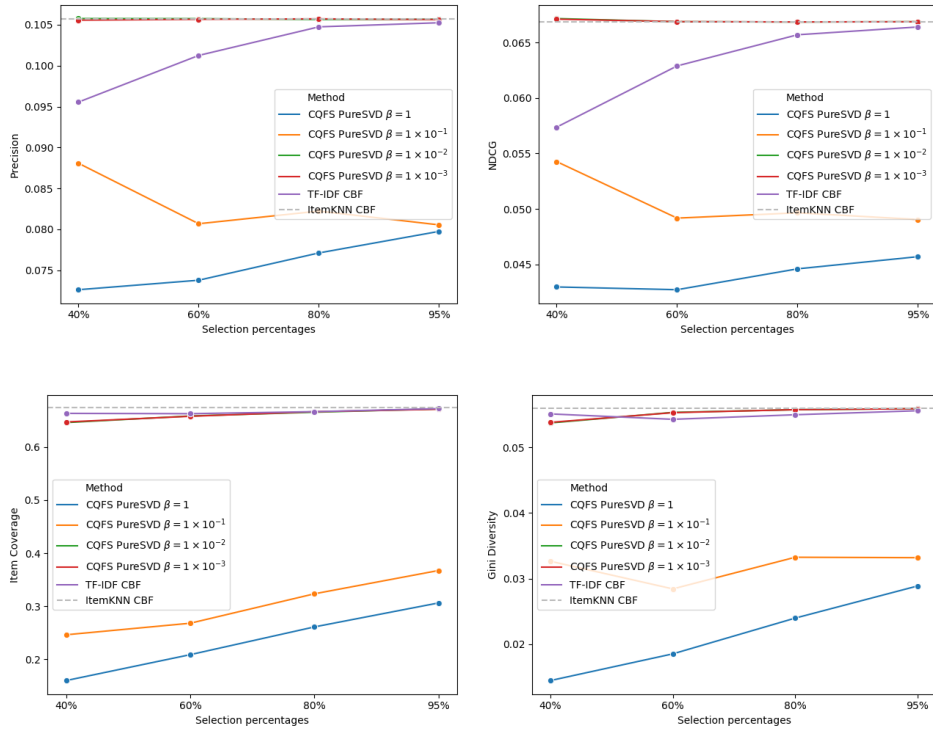 0.105
0.100
0.095
0.090
0.085
0.080
0.075
Precision
40%
60%
80%
95%
Selection percentages
Method
CQFS PureSVD β = 1
CQFS PureSVD β = 1 × 10⁻¹
CQFS PureSVD β = 1 × 10⁻²
CQFS PureSVD β = 1 × 10⁻³
TF-IDF CBF
ItemKNN CBF
0.065
0.060
0.055
0.050
0.045
NDCG
40%
60%
80%
95%
Selection percentages
Method
CQFS PureSVD β = 1
CQFS PureSVD β = 1 × 10⁻¹
CQFS PureSVD β = 1 × 10⁻²
CQFS PureSVD β = 1 × 10⁻³
TF-IDF CBF
ItemKNN CBF
0.6
0.5
0.4
0.3
0.2
Item Coverage
40%
60%
80%
95%
Selection percentages
Method
CQFS PureSVD β = 1
CQFS PureSVD β = 1 × 10⁻¹
CQFS PureSVD β = 1 × 10⁻²
CQFS PureSVD β = 1 × 10⁻³
TF-IDF CBF
ItemKNN CBF
0.05
0.04
0.03
0.02
Gini Diversity
40%
60%
80%
95%
Selection percentages
Method
CQFS PureSVD β = 1
CQFS PureSVD β = 1 × 10⁻¹
CQFS PureSVD β = 1 × 10⁻²
CQFS PureSVD β = 1 × 10⁻³
TF-IDF CBF
ItemKNN CBF